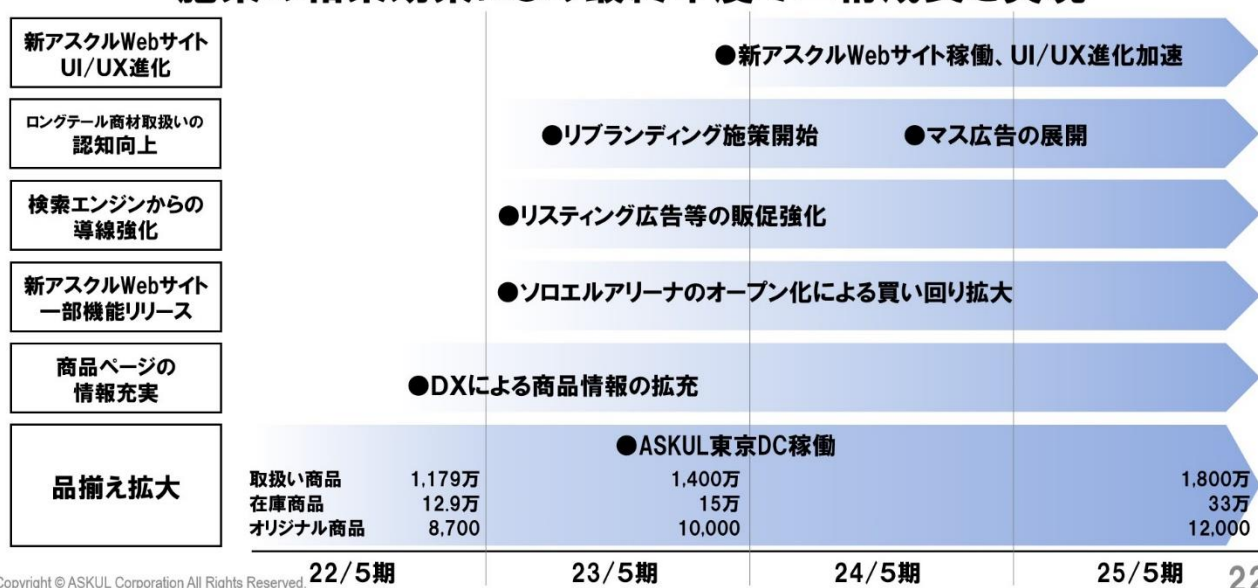 新アスクルWebサイト
UI/UX進化
●新アスクルWebサイト稼働、UI/UX進化加速
ロングテール商材取扱いの
認知向上
●リブランディング施策開始
●マス広告の展開
検索エンジンからの
導線強化
●リスティング広告等の販促強化
新アスクルWebサイト
一部機能リリース
●ソロエルアリーナのオープン化による買い回り拡大
商品ページの
情報充実
●DXによる商品情報の拡充
品揃え拡大
●ASKUL東京DC稼働
取扱い商品 1,179万 1,400万 1,800万
在庫商品 12.9万 15万 33万
オリジナル商品 8,700 10,000 12,000
22/5期 23/5期 24/5期 25/5期
Copyright © ASKUL Corporation All Rights Reserved.